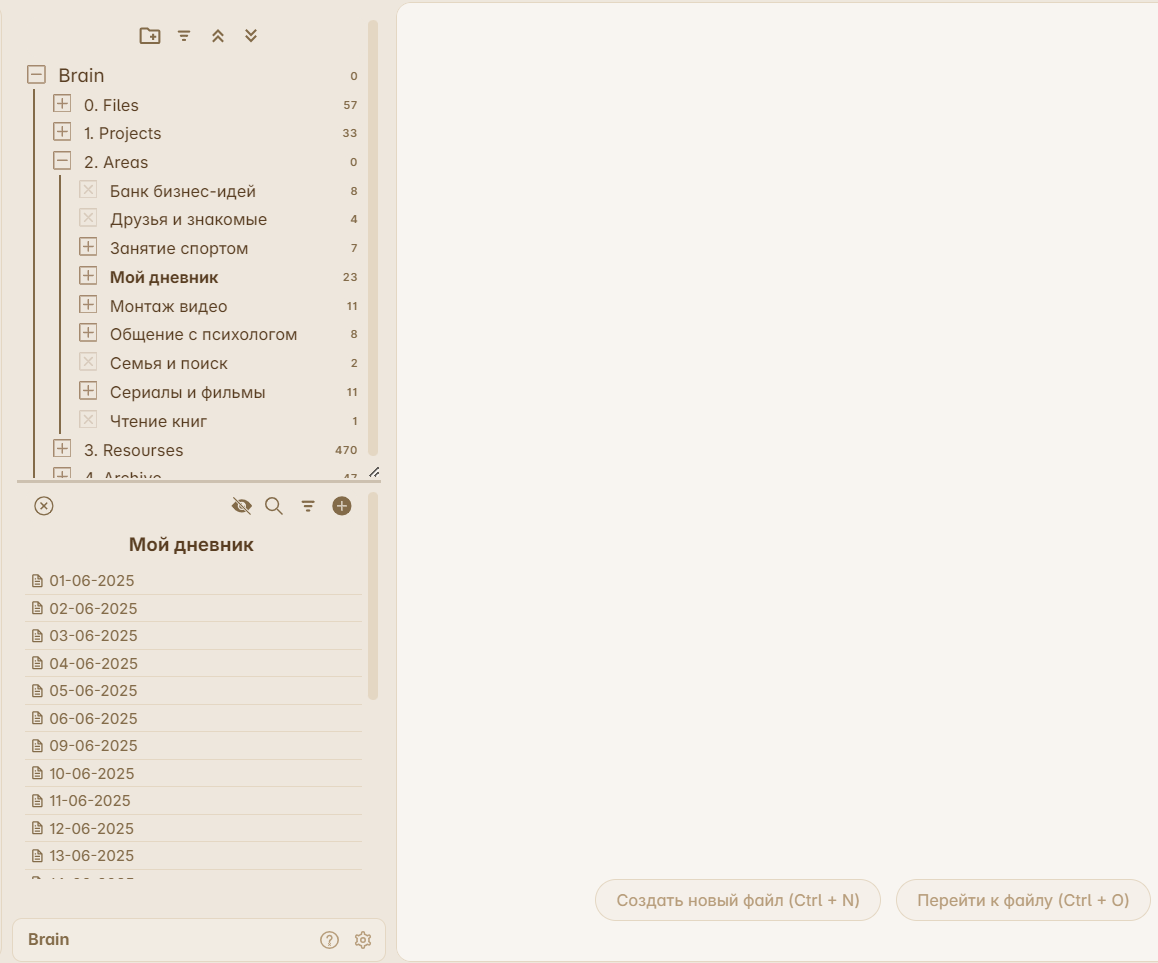 Brain 0
0. Files 57
1. Projects 33
2. Areas 0
Банк бизнес-идей 8
Друзья и знакомые 4
Занятие спортом 7
Мой дневник 23
Монтаж видео 11
Общение с психологом 8
Семья и поиск 2
Сериалы и фильмы 11
Чтение книг 1
3. Resourses 470
4. Archive 47
Мой дневник
01-06-2025
02-06-2025
03-06-2025
04-06-2025
05-06-2025
06-06-2025
09-06-2025
10-06-2025
11-06-2025
12-06-2025
13-06-2025
Создать новый файл (Ctrl + N) Перейти к файлу (Ctrl + O)
Brain